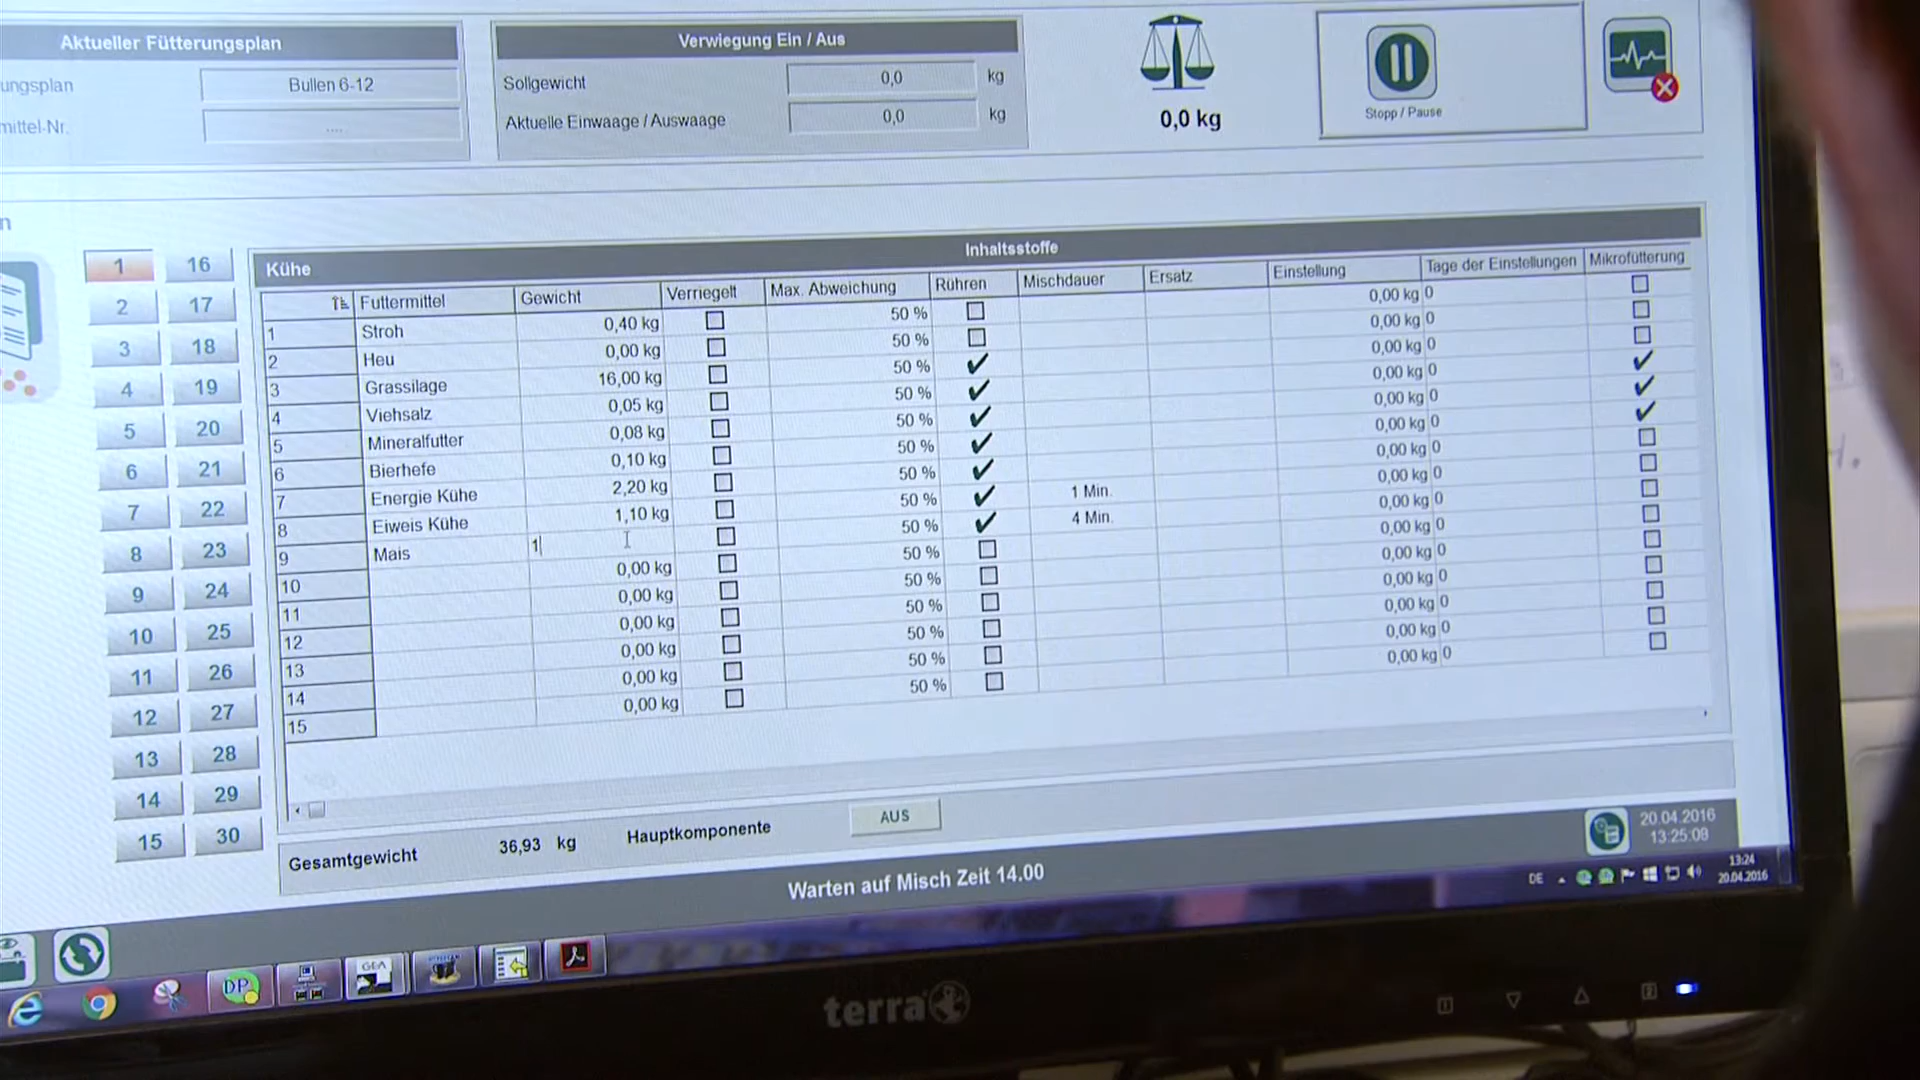 Aktueller Fütterungsplan
ungsplan Bullen 6-12
mittel-Nr. ....
Verwiegung Ein / Aus
Sollgewicht 0,0 kg
Aktuelle Einwaage / Auswaage 0,0 kg
0,0 kg
Stopp / Pause
n
1 16
2 17
3 18
4 19
5 20
6 21
7 22
8 23
9 24
10 25
11 26
12 27
13 28
14 29
15 30
Kühe Inhaltsstoffe
Futtermittel Gewicht Verriegelt Max. Abweichung Rühren Mischdauer Ersatz Einstellung Tage der Einstellungen Mikrofütterung
1 Stroh 0,40 kg 50 % 0,00 kg 0
2 Heu 0,00 kg 50 % 0,00 kg 0
3 Grassilage 16,00 kg 50 % 0,00 kg 0
4 Viehsalz 0,05 kg 50 % 0,00 kg 0
5 Mineralfutter 0,08 kg 50 % 0,00 kg 0
6 Bierhefe 0,10 kg 50 % 0,00 kg 0
7 Energie Kühe 2,20 kg 50 % 1 Min. 0,00 kg 0
8 Eiweis Kühe 1,10 kg 50 % 4 Min. 0,00 kg 0
9 Mais 1 50 % 0,00 kg 0
10 0,00 kg 50 % 0,00 kg 0
11 0,00 kg 50 % 0,00 kg 0
12 0,00 kg 50 % 0,00 kg 0
13 0,00 kg 50 % 0,00 kg 0
14 0,00 kg 50 % 0,00 kg 0
15 0,00 kg 50 % 0,00 kg 0
Gesamtgewicht 36,93 kg Hauptkomponente AUS
20.04.2016
13:25:09
Warten auf Misch Zeit 14.00
DE 13:24
20.04.2016
DP
GEA
terra